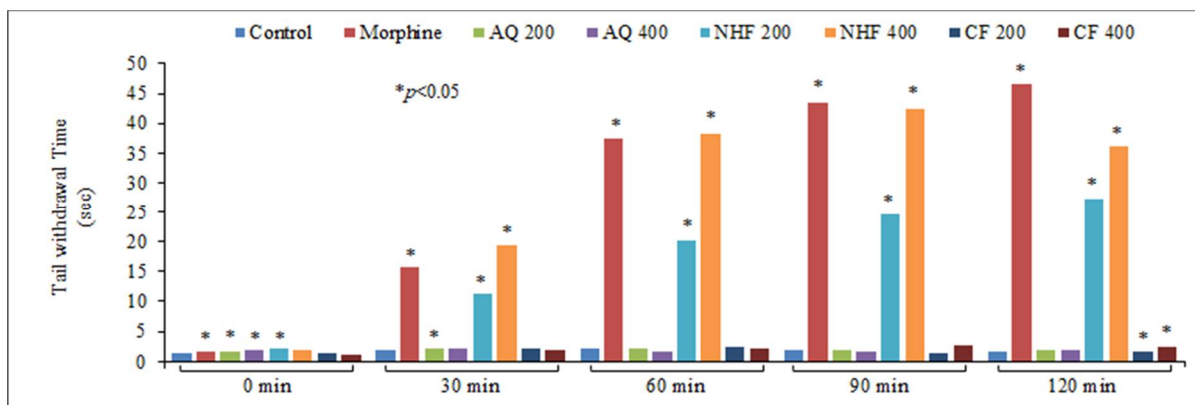 Control Morphine AQ 200 AQ 400 NHF 200 NHF 400 CF 200 CF 400
50
45
40
35
30
25
20
15
10
5
0
Tail withdrawal Time
(sec)
*p<0.05
* * * *
* * * *
* * *
* * *
* * * * *
0 min 30 min 60 min 90 min 120 min